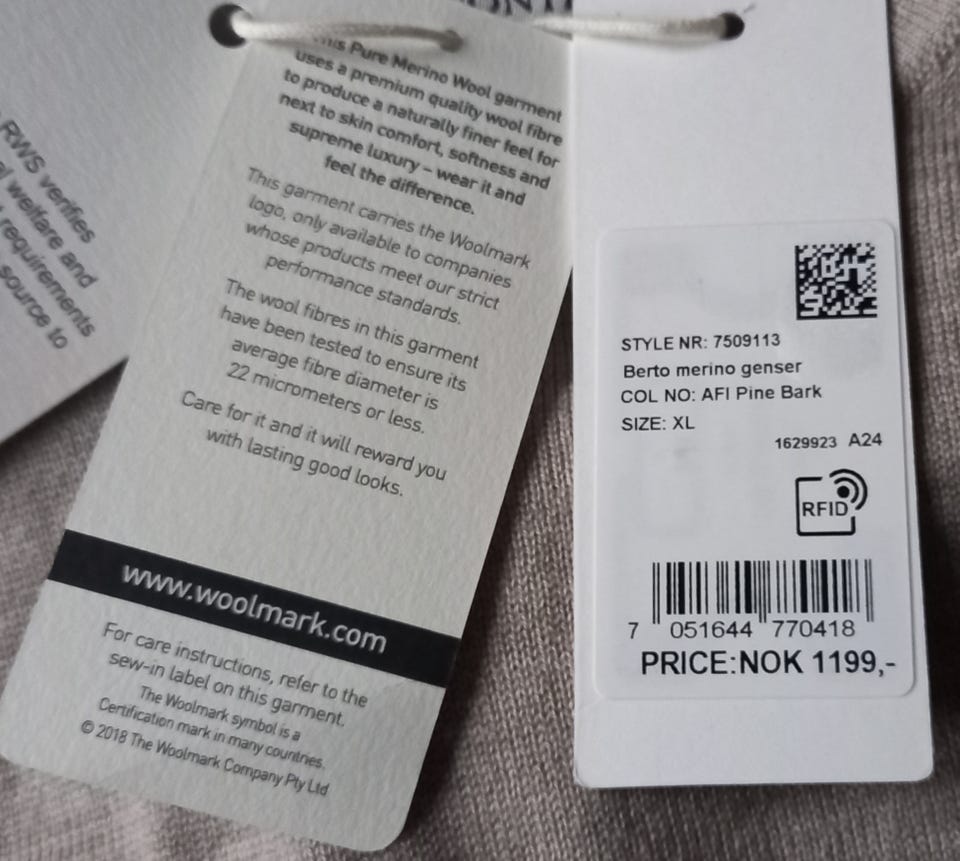 RWS verifies
welfare and
requirements
source to
This Pure Merino Wool garment
uses a premium quality wool fibre
to produce a naturally finer feel for
next to skin comfort, softness and
supreme luxury – wear it and
feel the difference.
This garment carries the Woolmark
logo, only available to companies
whose products meet our strict
performance standards.
The wool fibres in this garment
have been tested to ensure its
average fibre diameter is
22 micrometers or less.
Care for it and it will reward you
with lasting good looks.
www.woolmark.com
For care instructions, refer to the
sew-in label on this garment.
The Woolmark symbol is a
Certification mark in many countries.
© 2018 The Woolmark Company Pty Ltd
STYLE NR: 7509113
Berto merino genser
COL NO: AFI Pine Bark
SIZE: XL
1629923 A24
RFID
7 051644 770418
PRICE:NOK 1199,-